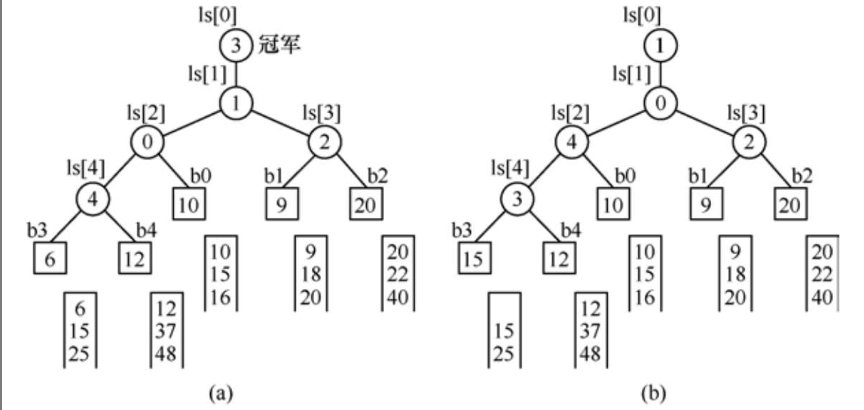 ls[0]
3 冠军
ls[1]
1
ls[2] ls[3]
0 2
ls[4] b0 b1 b2
4 10 9 20
b3 b4
6 12
10 9 20
15 18 22
16 20 40
6 12
15 37
25 48
(a)
ls[0]
1
ls[1]
0
ls[2] ls[3]
4 2
ls[4] b0 b1 b2
3 10 9 20
b3 b4
15 12
10 9 20
15 18 22
16 20 40
12
15 37
25 48
(b)